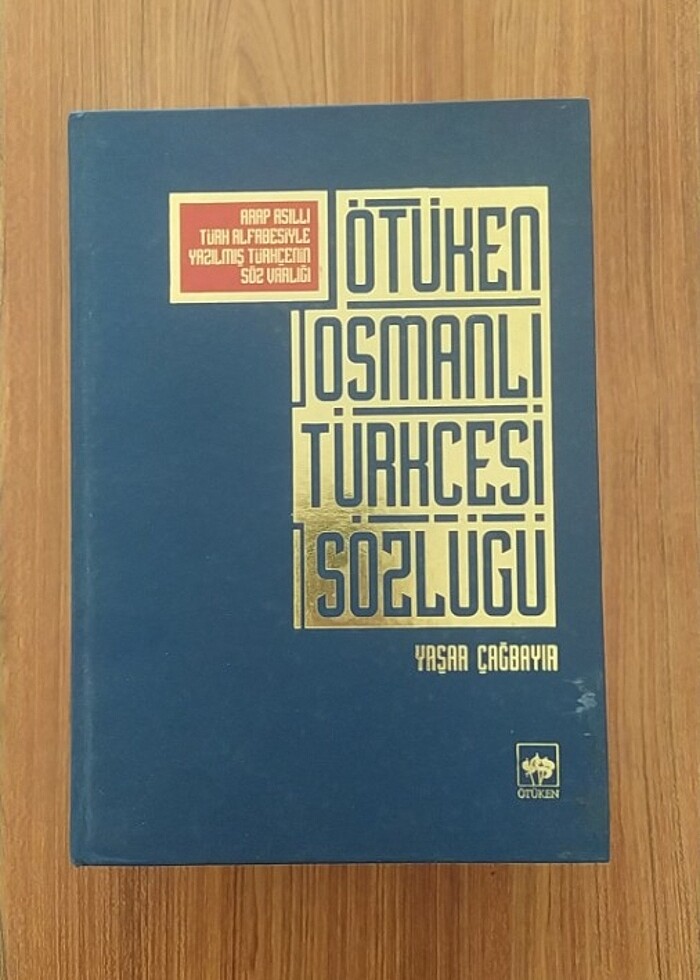 ARAP ASILLI
TÜRK ALFABESİYLE
YAZILMIŞ TÜRKÇENİN
SÖZ VARLIĞI
ÖTÜKEN
OSMANLI
TÜRKÇESİ
SÖZLÜĞÜ
YAŞAR ÇAĞBAYIR
ÖTÜKEN